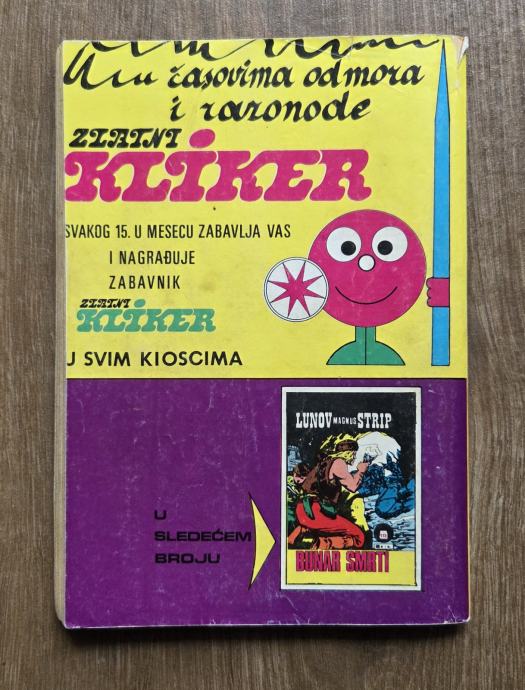 U časovima odmora
i razonode
ZLATNI
KLIKER
SVAKOG 15. U MESECU ZABAVLJA VAS
I NAGRAĐUJE
ZABAVNIK
ZLATNI
KLIKER
U SVIM KIOSCIMA
LUNOV MAGNUS STRIP
BUNAR SMRTI
U
SLEDEĆEM
BROJU